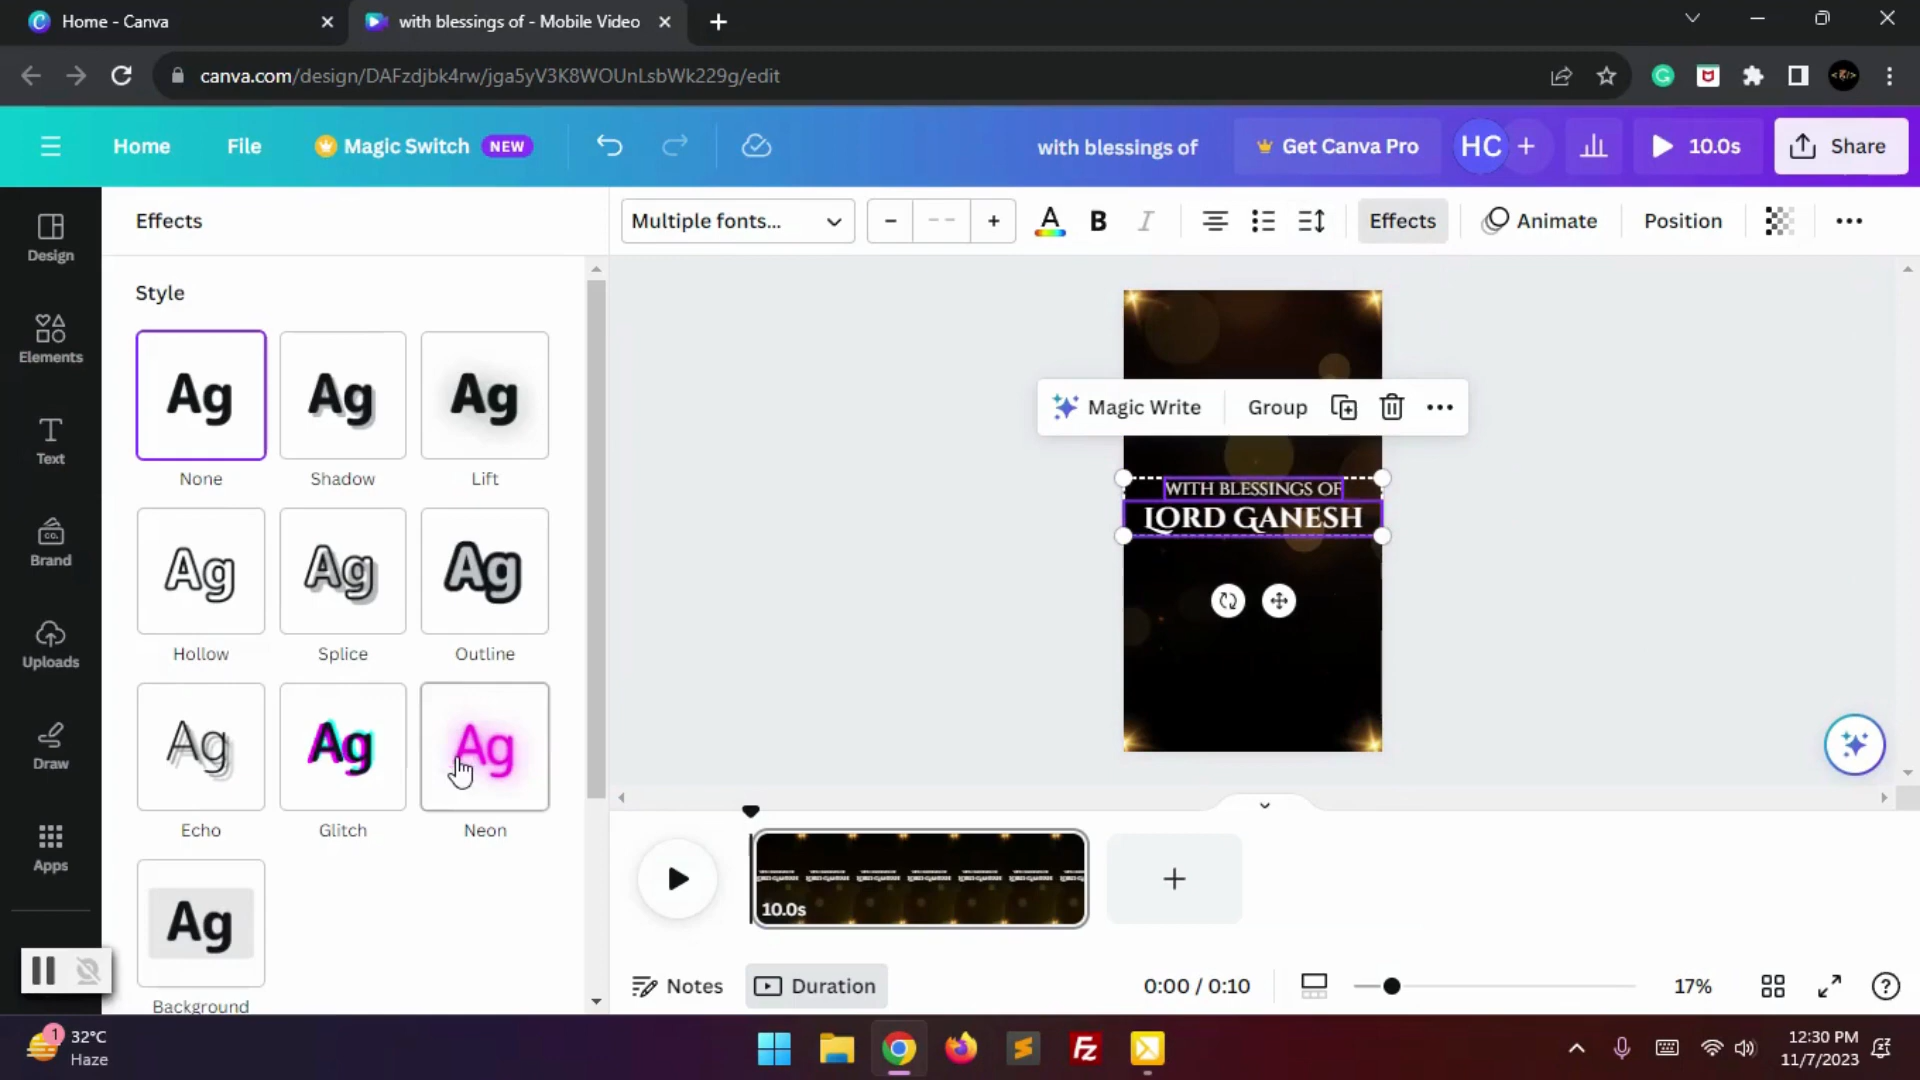 Home - Canva
with blessings of - Mobile Video
canva.com/design/DAFzdjbk4rw/jga5yV3K8WOUnLsbWk229g/edit
Home
File
Magic Switch
NEW
with blessings of
Get Canva Pro
HC
10.0s
Share
Design
Elements
Text
CO.
Brand
Uploads
Draw
Apps
Effects
Style
Ag
Ag
Ag
None
Shadow
Lift
Ag
Ag
Ag
Hollow
Splice
Outline
Ag
Ag
Ag
Echo
Glitch
Neon
Ag
Background
Multiple fonts...
- -
A
B
I
Effects
Animate
Position
Magic Write
Group
WITH BLESSINGS OF
LORD GANESH
10.0s
Notes
Duration
0:00 / 0:10
17%
1
32°C
Haze
Fz
12:30 PM
11/7/2023